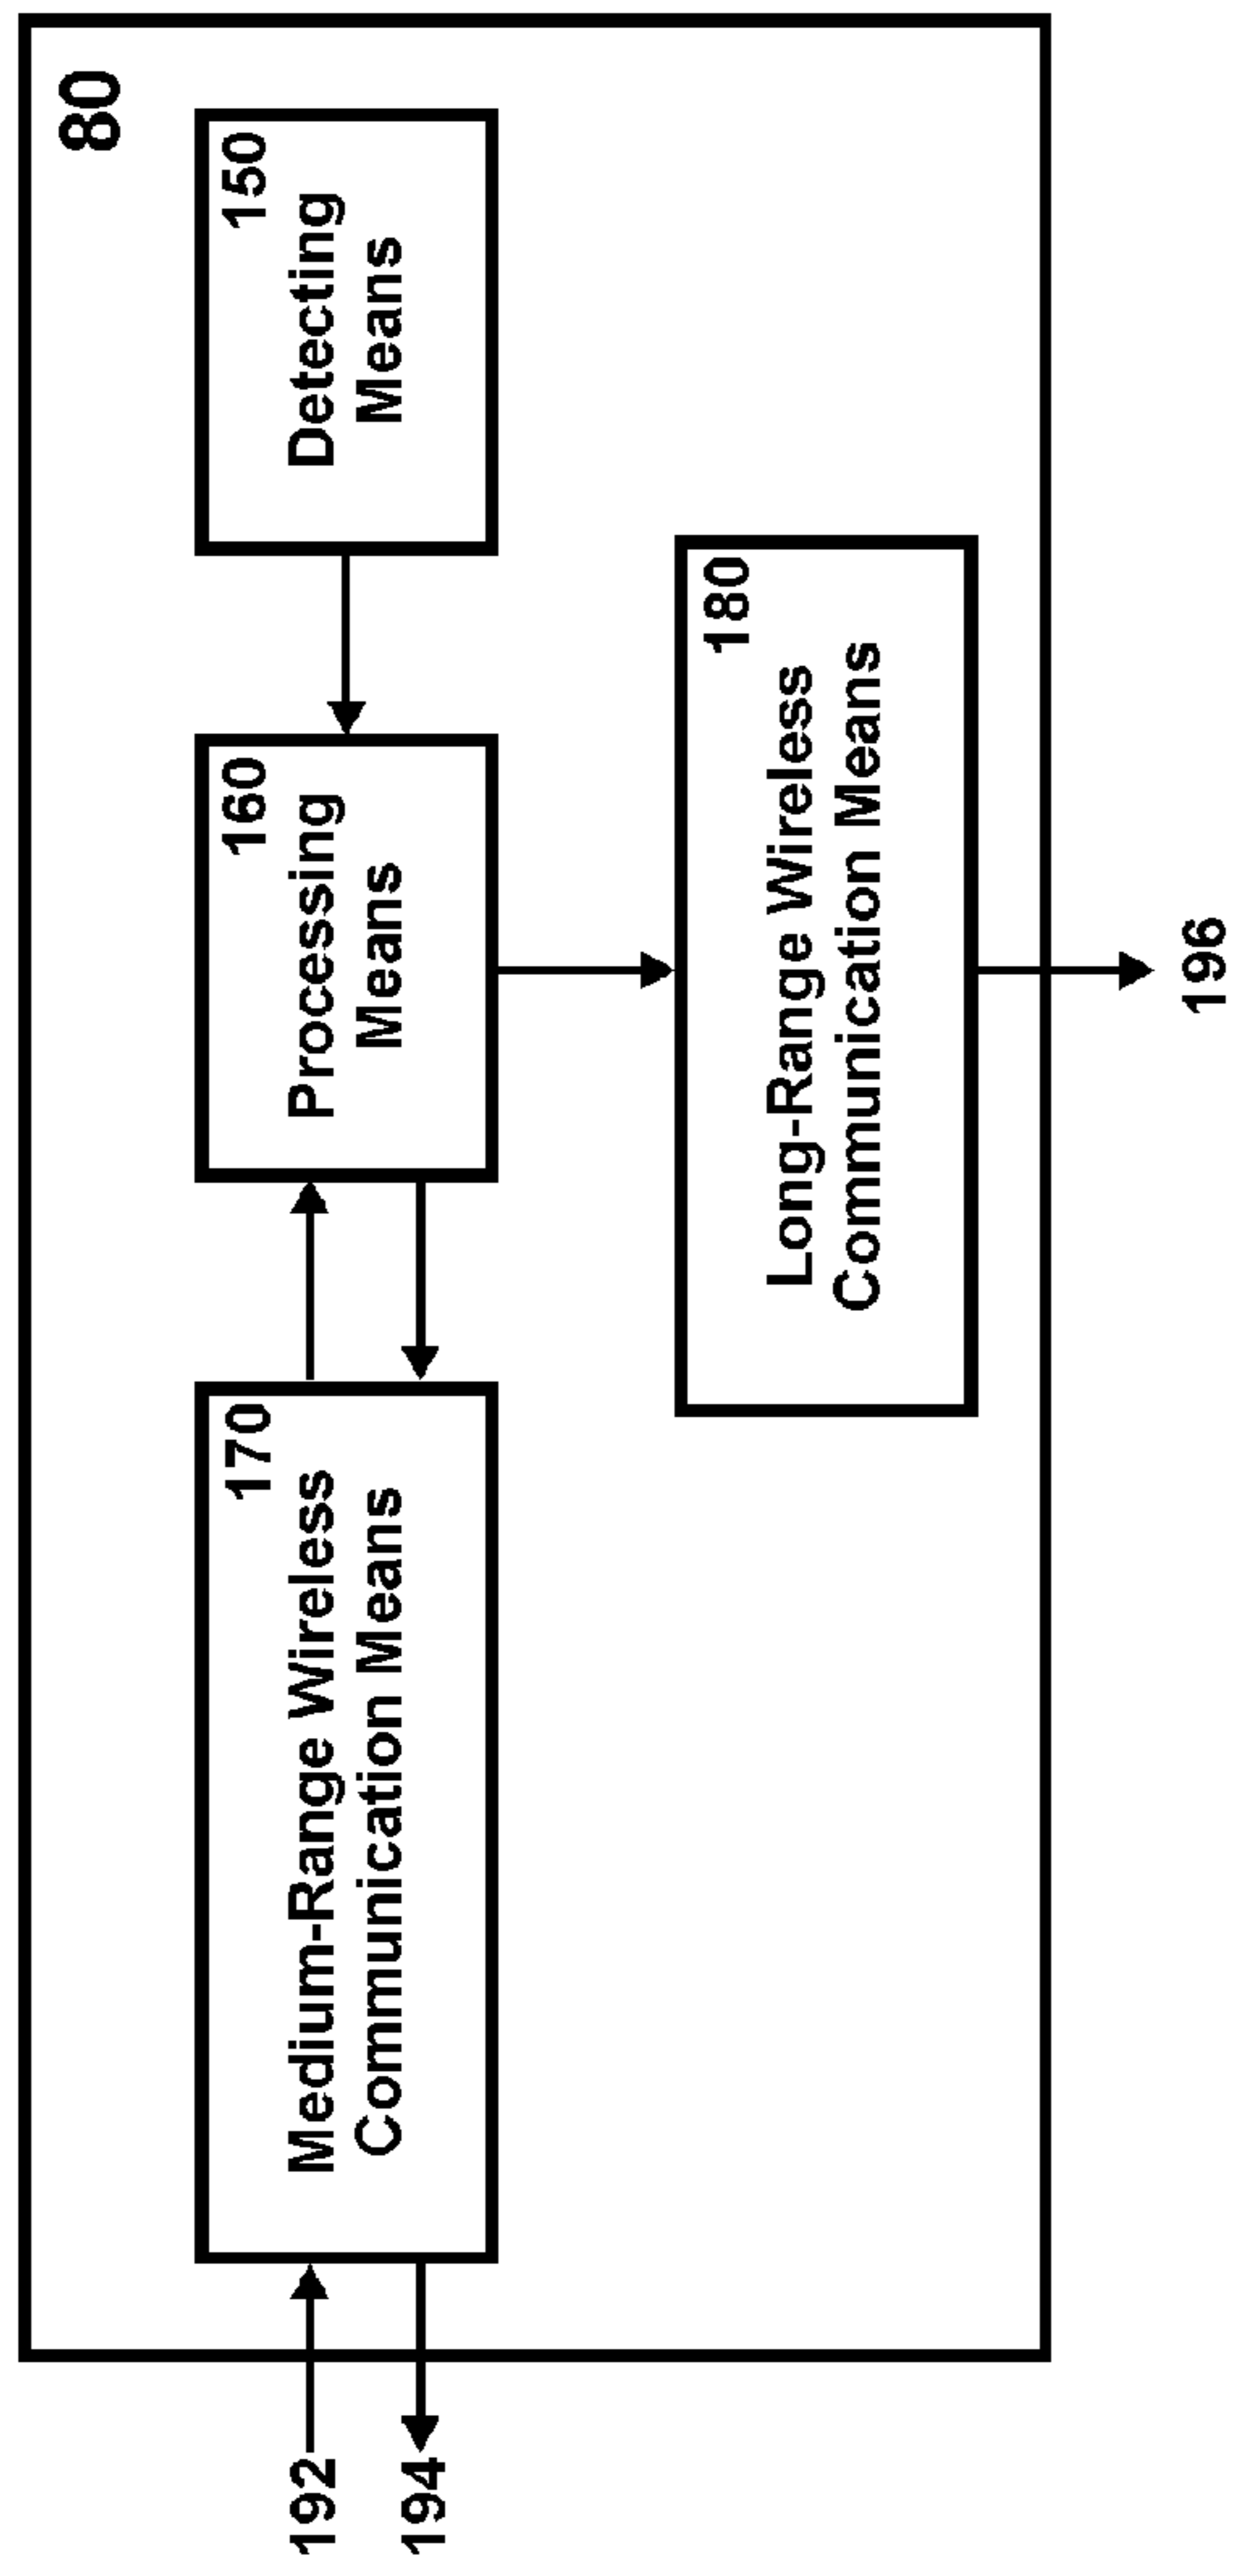 80
192
194
170
Medium-Range Wireless
Communication Means
160
Processing
Means
150
Detecting
Means
180
Long-Range Wireless
Communication Means
196